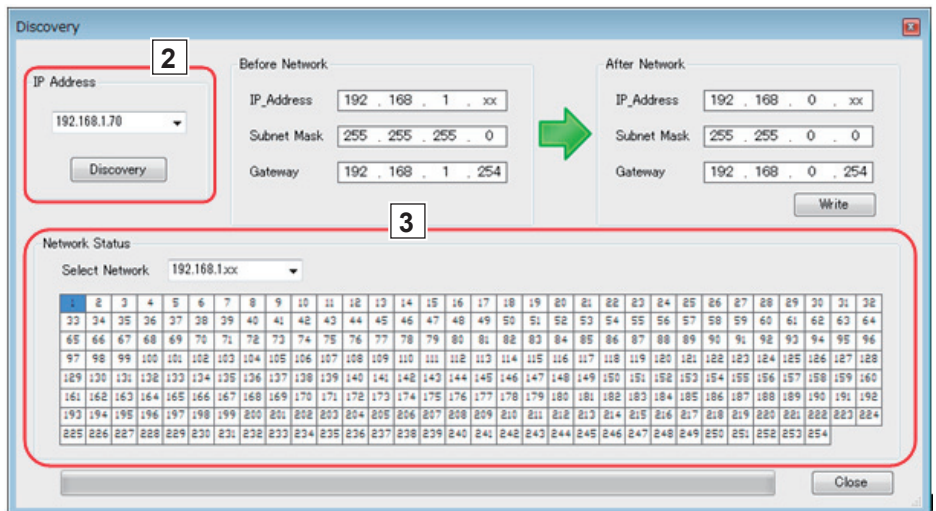 Discovery
2
IP Address
192.168.1.70
Discovery
Before Network
IP_Address 192 . 168 . 1 . xx
Subnet Mask 255 . 255 . 255 . 0
Gateway 192 . 168 . 1 . 254
After Network
IP_Address 192 . 168 . 0 . xx
Subnet Mask 255 . 255 . 0 . 0
Gateway 192 . 168 . 0 . 254
Write
3
Network Status
Select Network 192.168.1.xx
1 2 3 4 5 6 7 8 9 10 11 12 13 14 15 16 17 18 19 20 21 22 23 24 25 26 27 28 29 30 31 32
33 34 35 36 37 38 39 40 41 42 43 44 45 46 47 48 49 50 51 52 53 54 55 56 57 58 59 60 61 62 63 64
65 66 67 68 69 70 71 72 73 74 75 76 77 78 79 80 81 82 83 84 85 86 87 88 89 90 91 92 93 94 95 96
97 98 99 100 101 102 103 104 105 106 107 108 109 110 111 112 113 114 115 116 117 118 119 120 121 122 123 124 125 126 127 128
129 130 131 132 133 134 135 136 137 138 139 140 141 142 143 144 145 146 147 148 149 150 151 152 153 154 155 156 157 158 159 160
161 162 163 164 165 166 167 168 169 170 171 172 173 174 175 176 177 178 179 180 181 182 183 184 185 186 187 188 189 190 191 192
193 194 195 196 197 198 199 200 201 202 203 204 205 206 207 208 209 210 211 212 213 214 215 216 217 218 219 220 221 222 223 224
225 226 227 228 229 230 231 232 233 234 235 236 237 238 239 240 241 242 243 244 245 246 247 248 249 250 251 252 253 254
Close